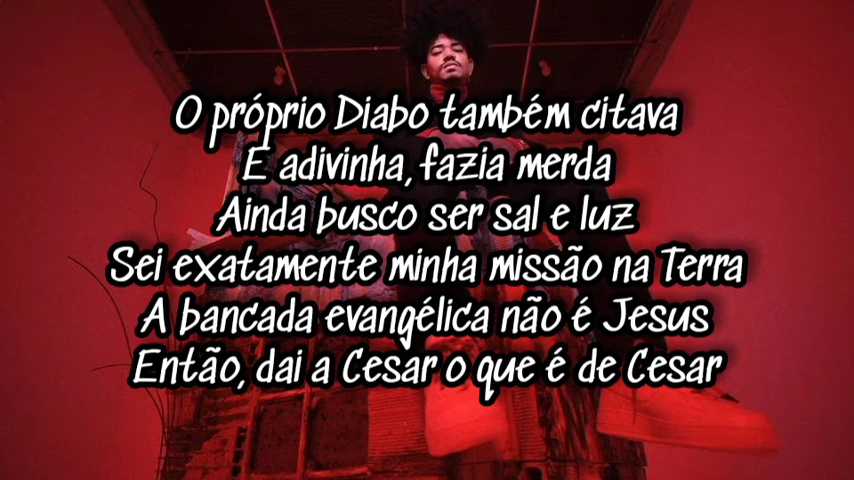 O próprio Diabo também citava
E adivinha, fazia merda
Ainda busco ser sal e luz
Sei exatamente minha missão na Terra
A bancada evangélica não é Jesus
Então, dai a Cesar o que é de Cesar